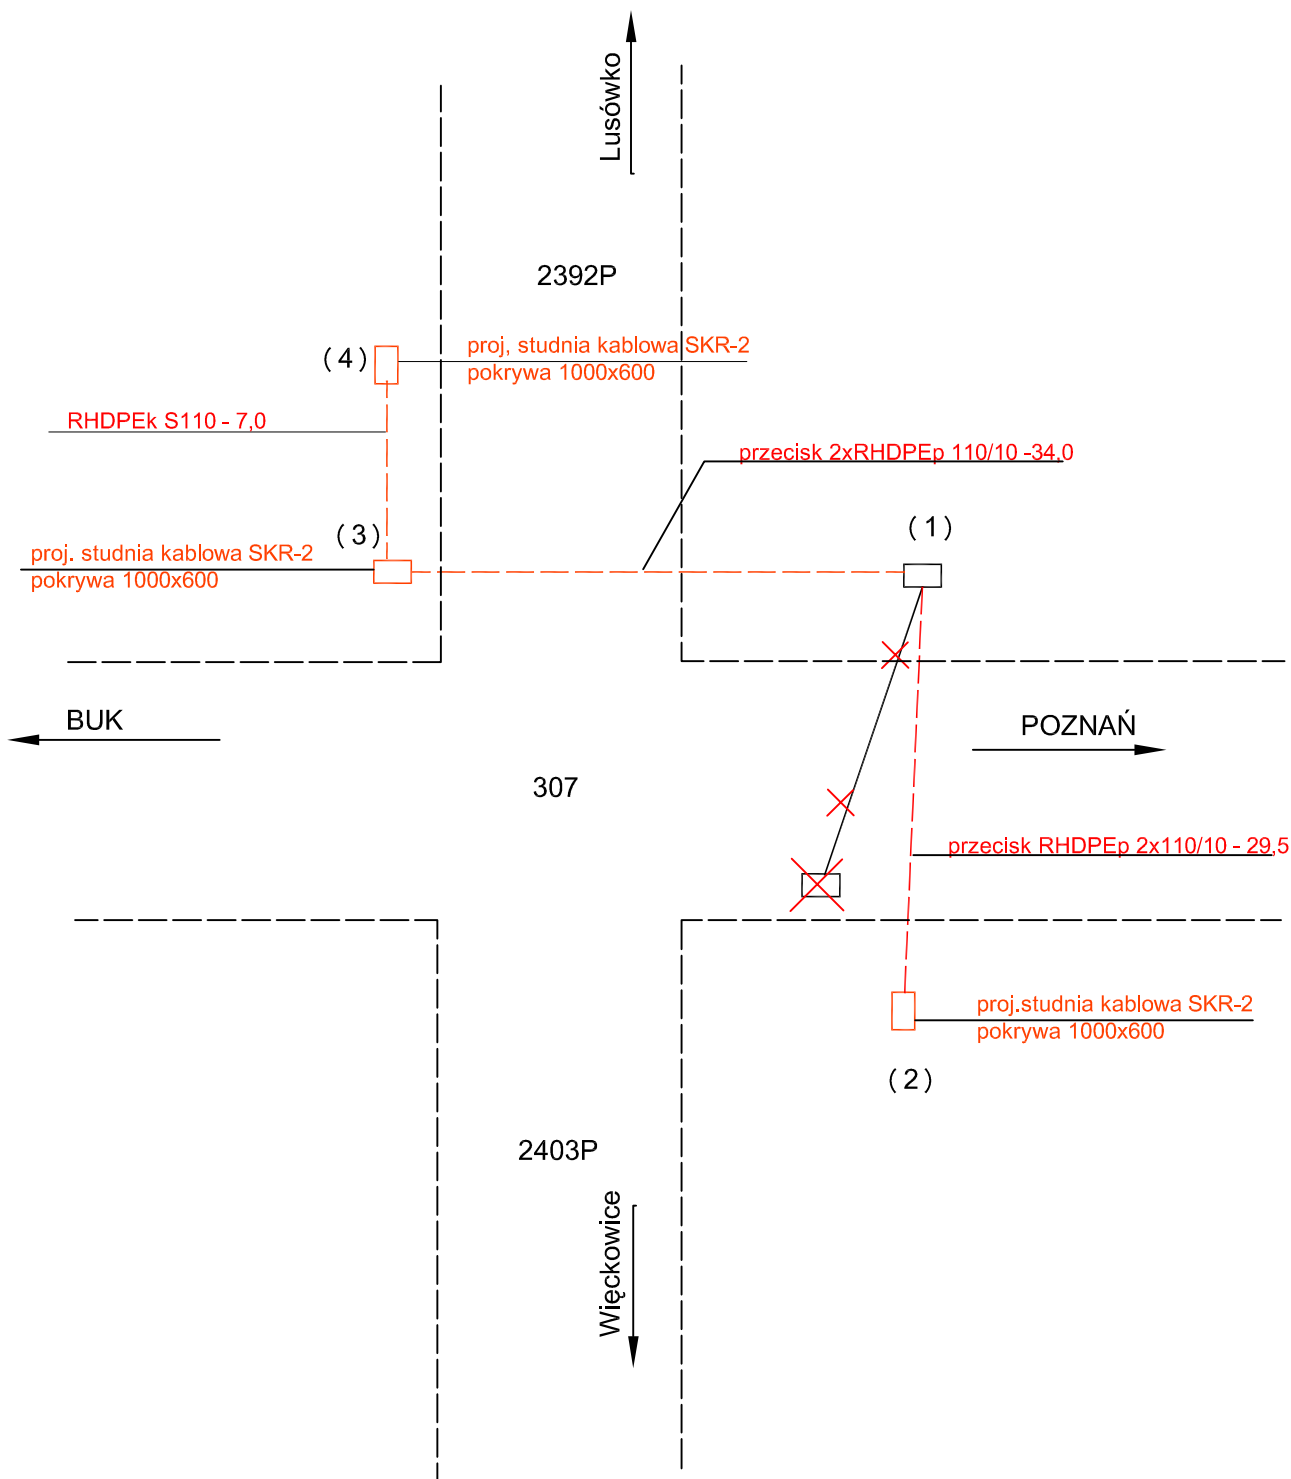 Lusówko
2392P
(4)
proj, studnia kablowa SKR-2
pokrywa 1000x600
RHDPEk S110 - 7,0
przecisk 2xRHDPEp 110/10 -34,0
(3)
(1)
proj. studnia kablowa SKR-2
pokrywa 1000x600
BUK
POZNAŃ
307
przecisk RHDPEp 2x110/10 - 29,5
proj.studnia kablowa SKR-2
pokrywa 1000x600
(2)
2403P
Więckowice